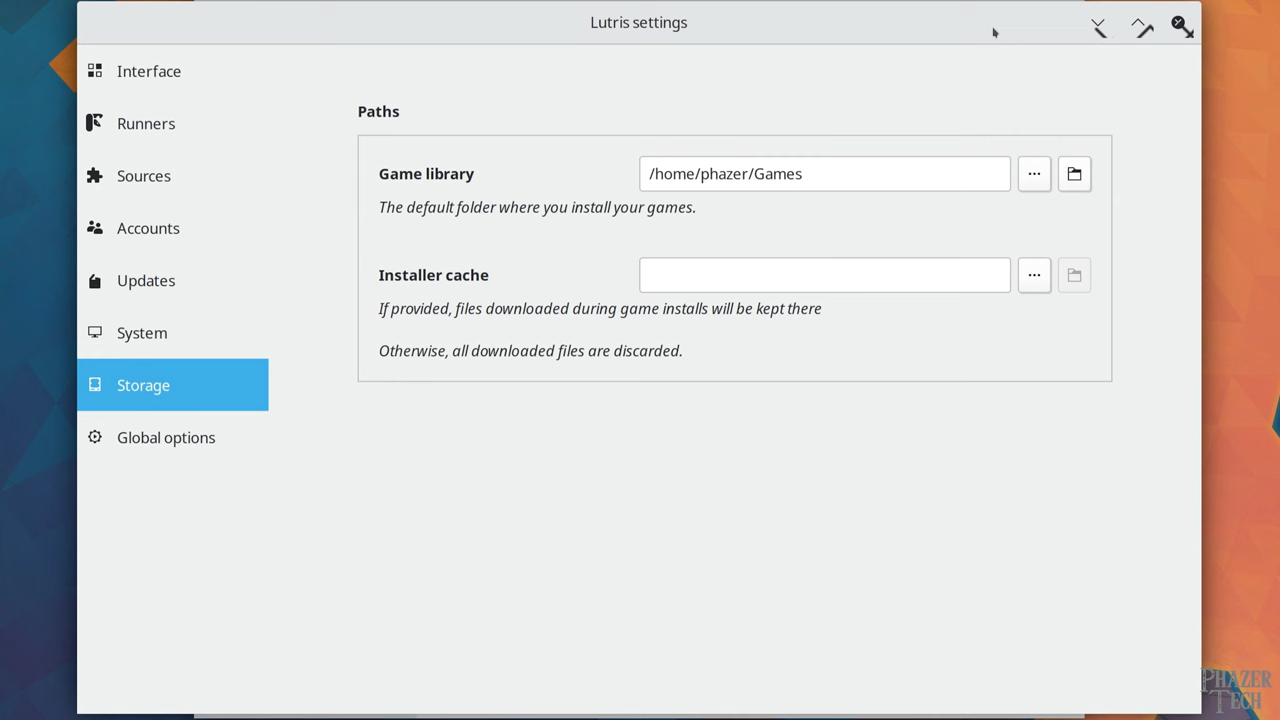 Lutris settings
Interface
Runners
Sources
Accounts
Updates
System
Storage
Global options
Paths
Game library
/home/phazer/Games
...
The default folder where you install your games.
Installer cache
...
If provided, files downloaded during game installs will be kept there
Otherwise, all downloaded files are discarded.
PHAZER
TECH